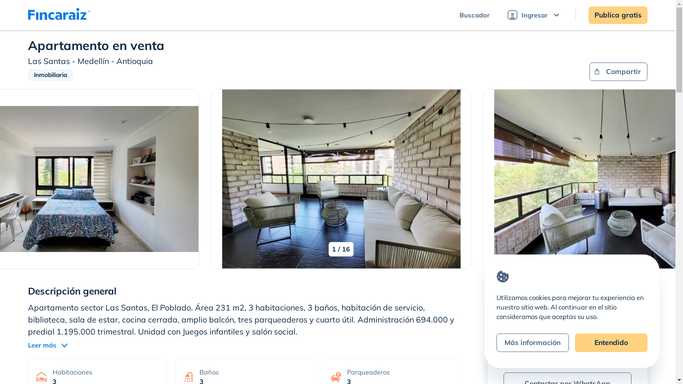 Fincaraiz
Buscador
Ingresar
Publica gratis
Apartamento en venta
Las Santas - Medellín - Antioquia
Inmobiliaria
Compartir
1 / 16
Descripción general
Apartamento sector Las Santas, El Poblado. Área 231 m2, 3 habitaciones, 3 baños, habitación de servicio,
biblioteca, sala de estar, cocina cerrada, amplio balcón, tres parqueaderos y cuarto útil. Administración 694.000 y
predial 1.195.000 trimestral. Unidad con Juegos infantiles y salón social.
Leer más
Habitaciones
3
Baños
3
Parqueaderos
3
Utilizamos cookies para mejorar tu experiencia en
nuestro sitio web. Al continuar en el sitio
consideramos que aceptas su uso.
Más información
Entendido
Contactar por WhatsApp